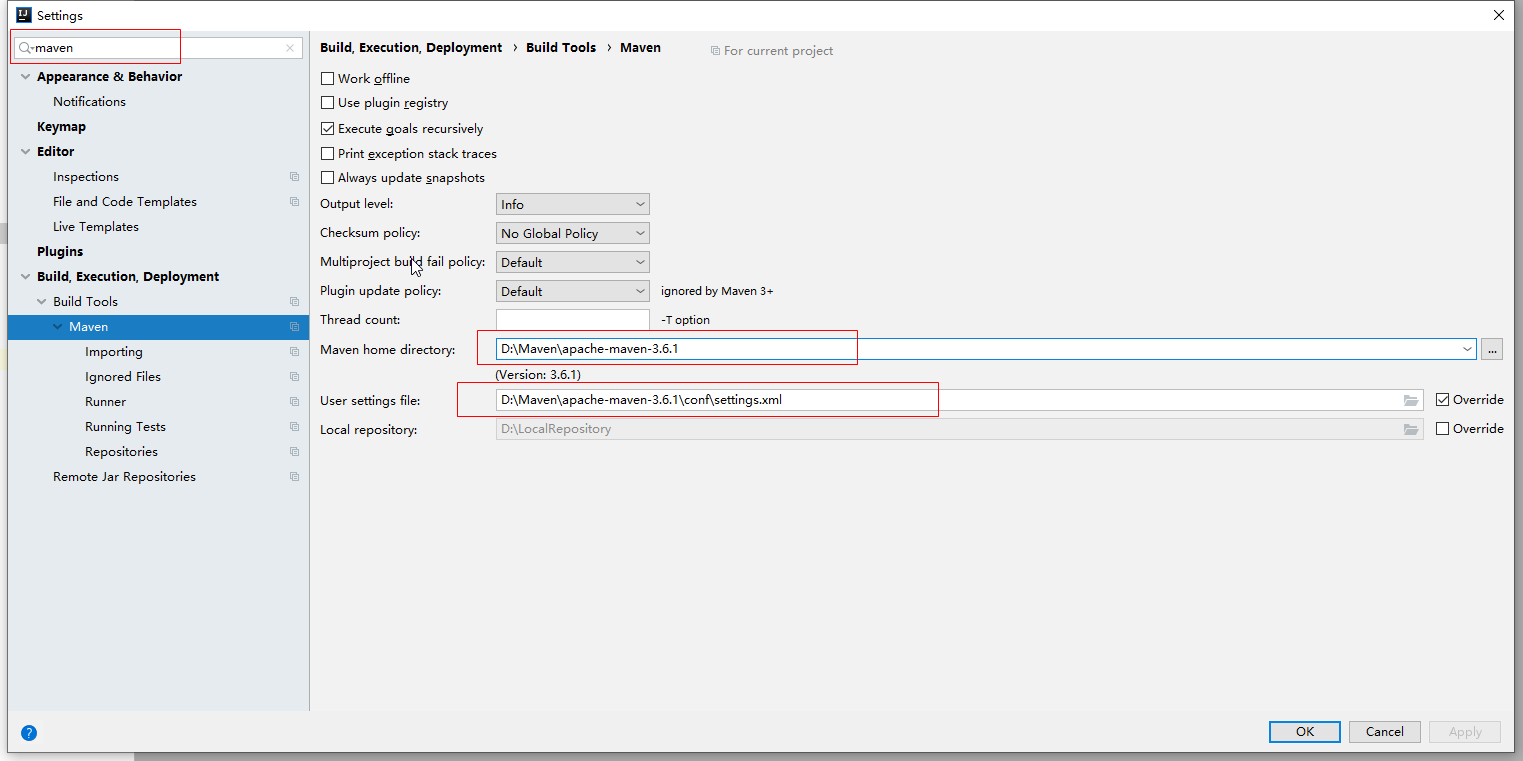 Settings
maven
Appearance & Behavior
Notifications
Keymap
Editor
Inspections
File and Code Templates
Live Templates
Plugins
Build, Execution, Deployment
Build Tools
Maven
Importing
Ignored Files
Runner
Running Tests
Repositories
Remote Jar Repositories
Build, Execution, Deployment › Build Tools › Maven For current project
Work offline
Use plugin registry
Execute goals recursively
Print exception stack traces
Always update snapshots
Output level: Info
Checksum policy: No Global Policy
Multiproject build fail policy: Default
Plugin update policy: Default ignored by Maven 3+
Thread count: -T option
Maven home directory: D:\Maven\apache-maven-3.6.1 ...
(Version: 3.6.1)
User settings file: D:\Maven\apache-maven-3.6.1\conf\settings.xml Override
Local repository: D:\LocalRepository Override
? OK Cancel Apply